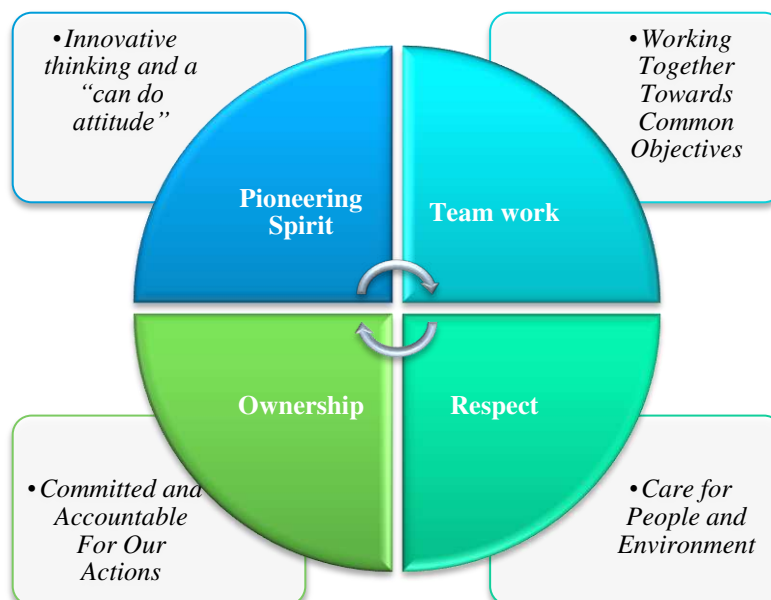 •Innovative
thinking and a
“can do
attitude”
•Working
Together
Towards
Common
Objectives
Pioneering
Spirit
Team work
Ownership
Respect
•Committed and
Accountable
For Our
Actions
•Care for
People and
Environment